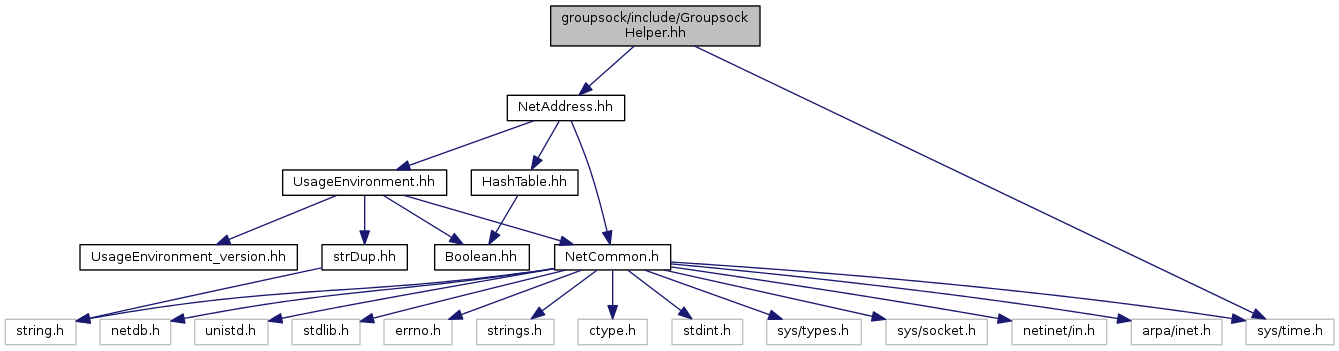 groupsock/include/Groupsock
Helper.hh
NetAddress.hh
UsageEnvironment.hh
HashTable.hh
UsageEnvironment_version.hh
strDup.hh
Boolean.hh
NetCommon.h
string.h
netdb.h
unistd.h
stdlib.h
errno.h
strings.h
ctype.h
stdint.h
sys/types.h
sys/socket.h
netinet/in.h
arpa/inet.h
sys/time.h